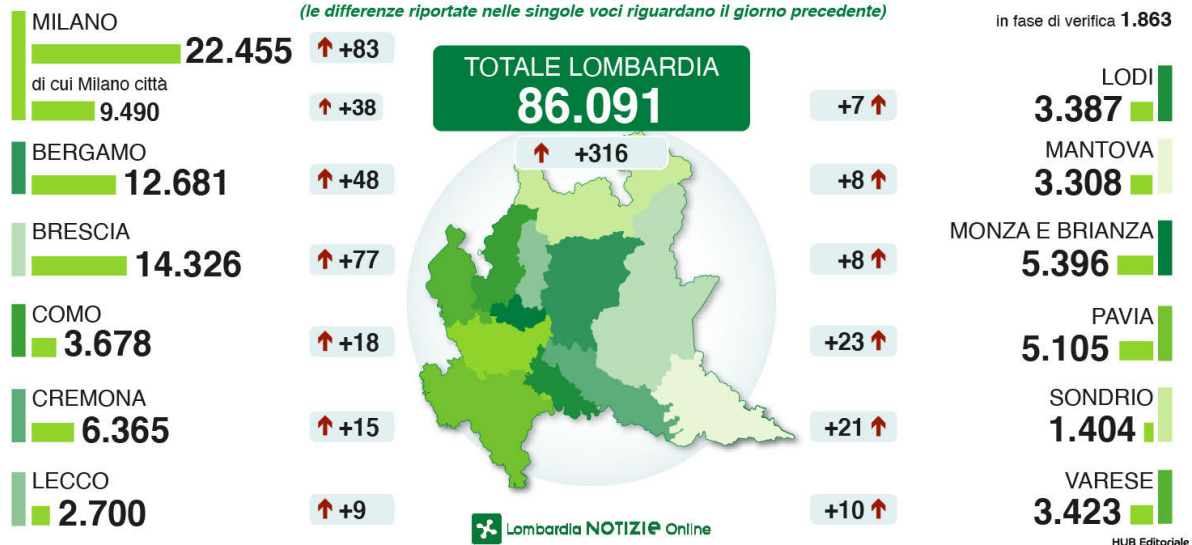 (le differenze riportate nelle singole voci riguardano il giorno precedente)
in fase di verifica 1.863
MILANO
22.455
+83
di cui Milano città
9.490
+38
BERGAMO
12.681
+48
BRESCIA
14.326
+77
COMO
3.678
+18
CREMONA
6.365
+15
LECCO
2.700
+9
TOTALE LOMBARDIA
86.091
+316
LODI
+7
3.387
MANTOVA
+8
3.308
MONZA E BRIANZA
+8
5.396
PAVIA
+23
5.105
SONDRIO
+21
1.404
VARESE
+10
3.423
Lombardia NOTIZIE Online
HUB Editoriale